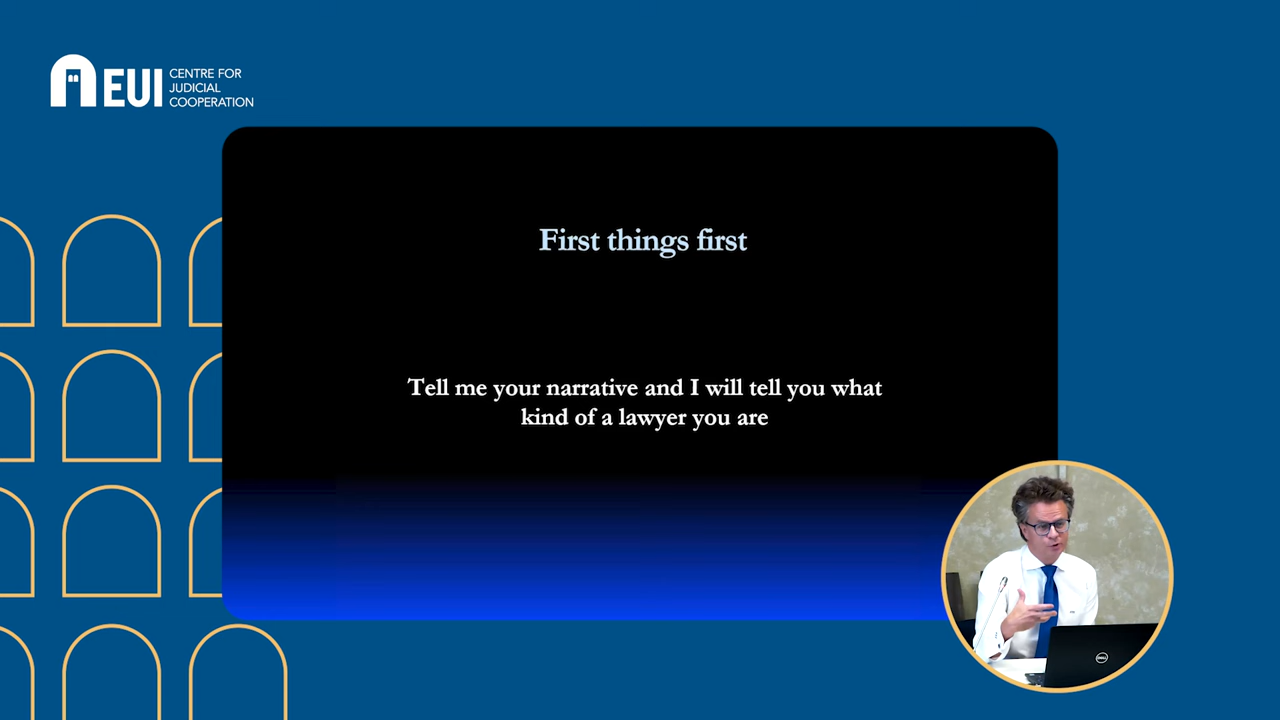 EUI
CENTRE FOR
JUDICIAL
COOPERATION
First things first
Tell me your narrative and I will tell you what
kind of a lawyer you are
DELL